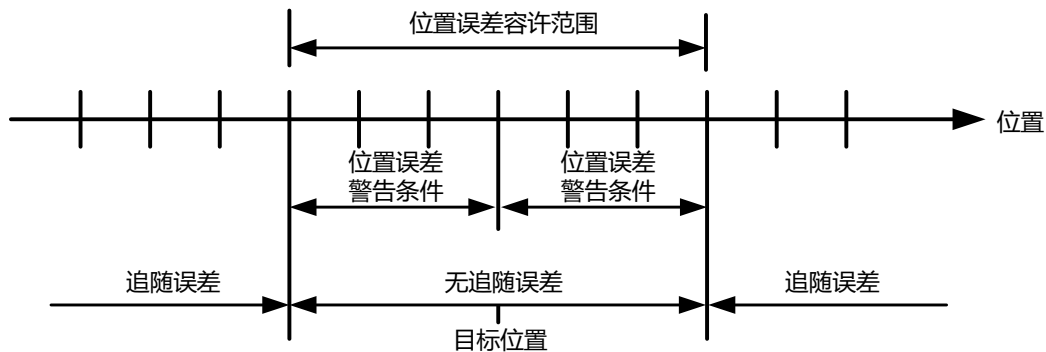 位置误差容许范围
位置
位置误差
警告条件
位置误差
警告条件
追随误差
无追随误差
追随误差
目标位置